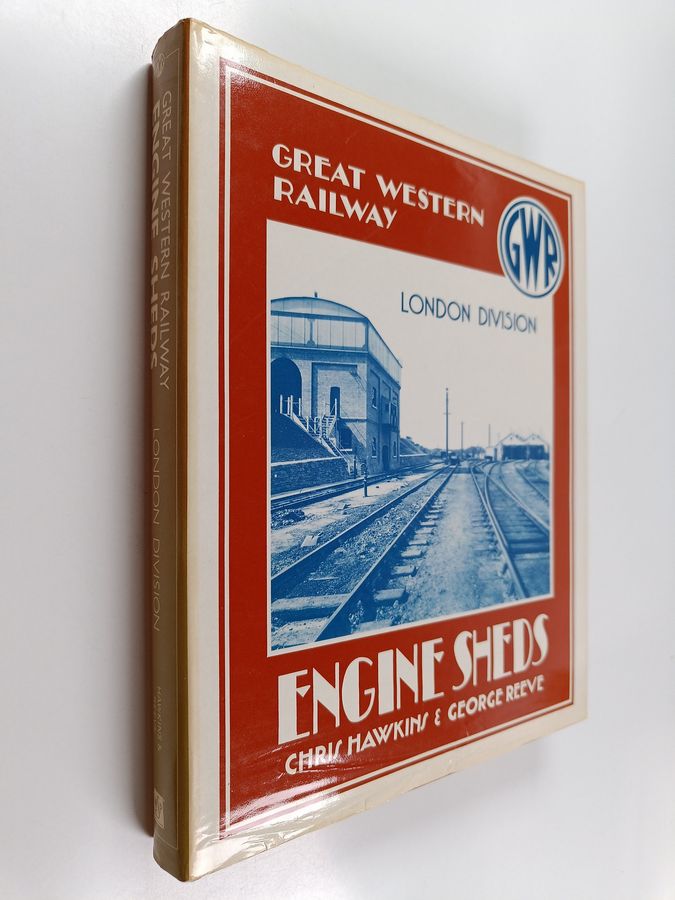 GREAT WESTERN
RAILWAY
GWR
LONDON DIVISION
ENGINE SHEDS
CHRIS HAWKINS & GEORGE REEVE
GREAT WESTERN RAILWAY
ENGINE SHEDS
LONDON DIVISION
HAWKINS &